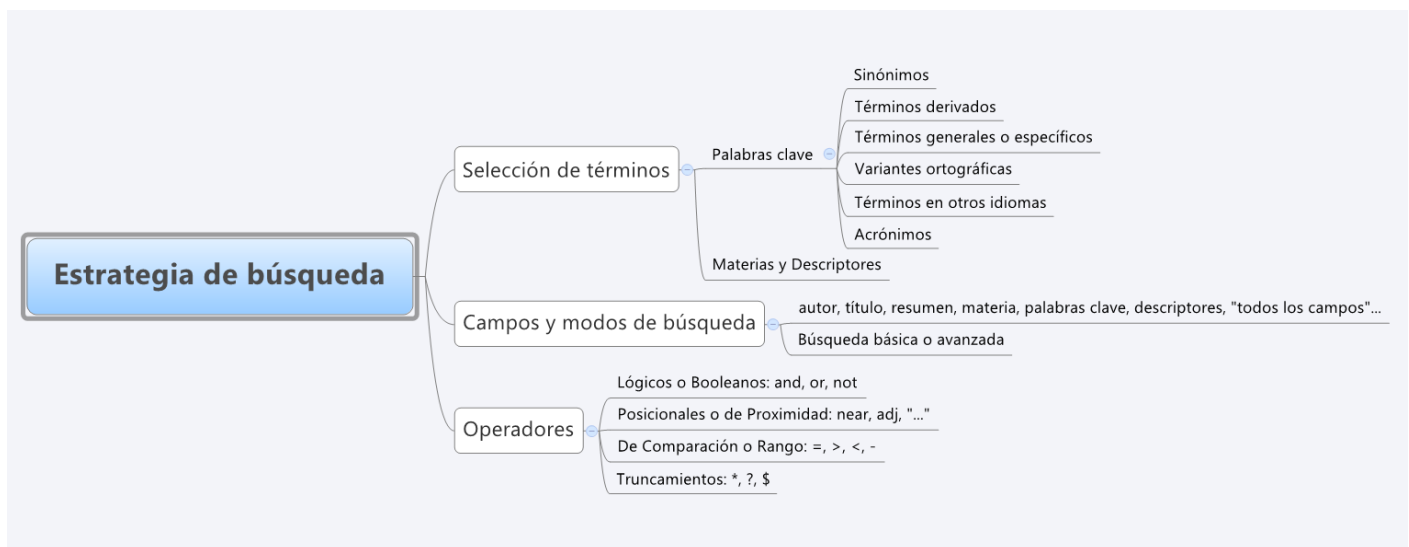 Estrategia de búsqueda
Selección de términos
Palabras clave
Sinónimos
Términos derivados
Términos generales o específicos
Variantes ortográficas
Términos en otros idiomas
Acrónimos
Materias y Descriptores
Campos y modos de búsqueda
autor, título, resumen, materia, palabras clave, descriptores, "todos los campos"...
Búsqueda básica o avanzada
Operadores
Lógicos o Booleanos: and, or, not
Posicionales o de Proximidad: near, adj, "..."
De Comparación o Rango: =, >, <, -
Truncamientos: *, ?, $